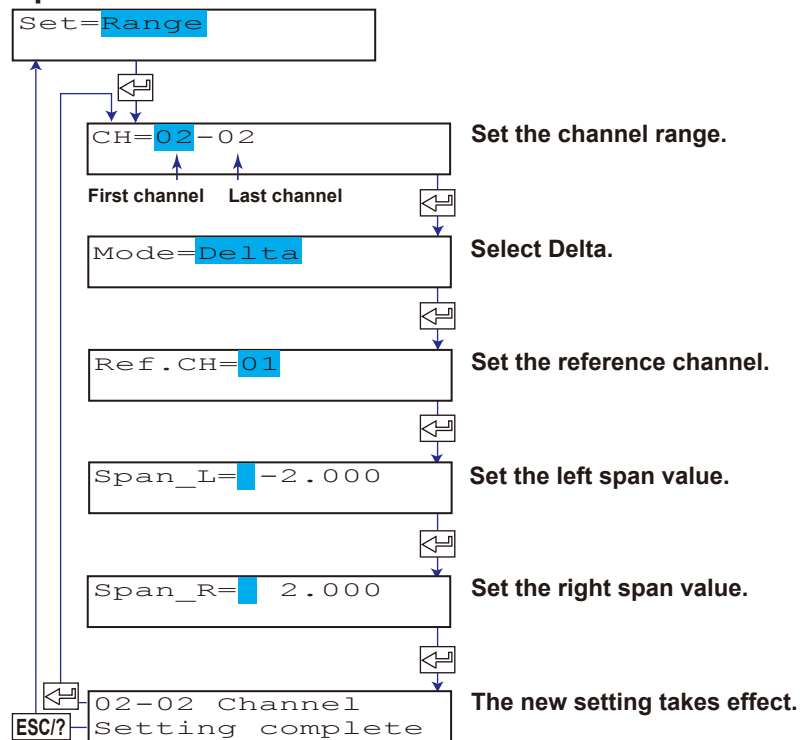 Set=Range
CH=02-02
Set the channel range.
First channel Last channel
Mode=Delta
Select Delta.
Ref.CH=01
Set the reference channel.
Span_L= -2.000
Set the left span value.
Span_R= 2.000
Set the right span value.
02-02 Channel
The new setting takes effect.
ESC/?
Setting complete